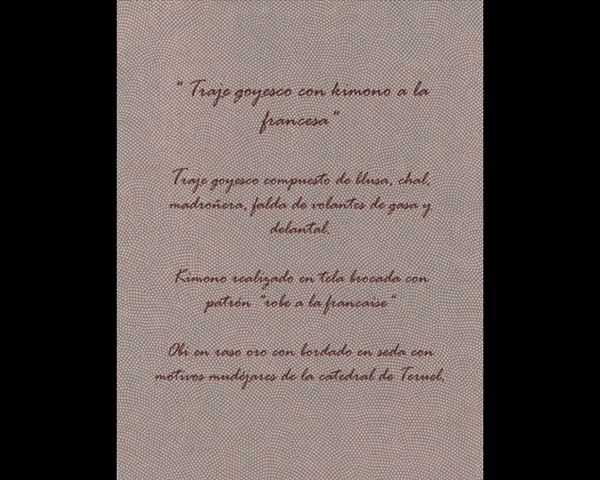 " Traje goyesco con kimono a la
francesa"
Traje goyesco compuesto de blusa, chal,
madroñera, falda de volantes de gasa y
delantal.
Kimono realizado en tela brocada con
patrón "robe a la francaise"
Obi en raso oro con bordado en seda con
motivos mudéjares de la catedral de Teruel.